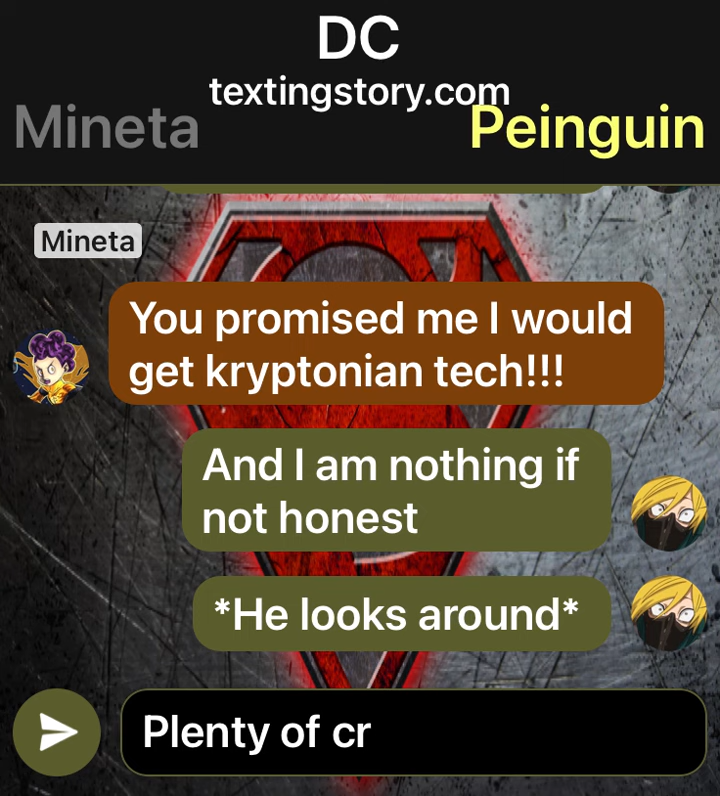 DC
textingstory.com
Mineta
Peinguin
Mineta
You promised me I would
get kryptonian tech!!!
And I am nothing if
not honest
*He looks around*
Plenty of cr